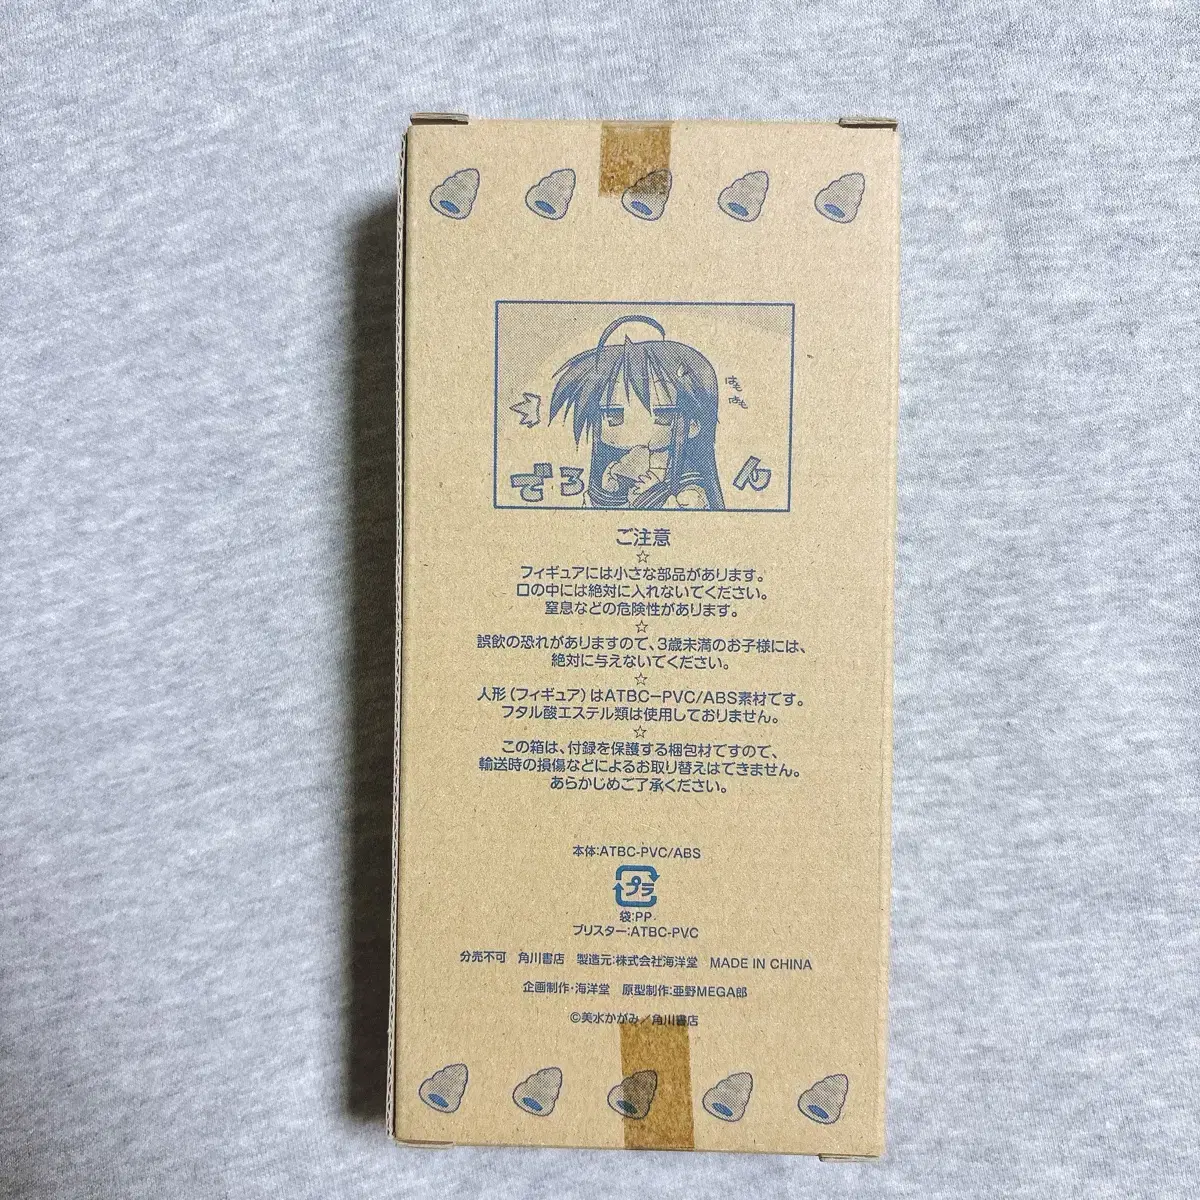 はも
はも
でろ
ん
ご注意
☆
フィギュアには小さな部品があります。
口の中には絶対に入れないでください。
窒息などの危険性があります。
☆
誤飲の恐れがありますので、3歳未満のお子様には、
絶対に与えないでください。
☆
人形（フィギュア）はATBC−PVC/ABS素材です。
フタル酸エステル類は使用しておりません。
☆
この箱は、付録を保護する梱包材ですので、
輸送時の損傷などによるお取り替えはできません。
あらかじめご了承ください。
本体:ATBC-PVC/ABS
プラ
袋:PP
ブリスター:ATBC-PVC
分売不可　角川書店　製造元:株式会社海洋堂　MADE IN CHINA
企画制作・海洋堂　原型制作:亜野MEGA郎
©美水かがみ／角川書店